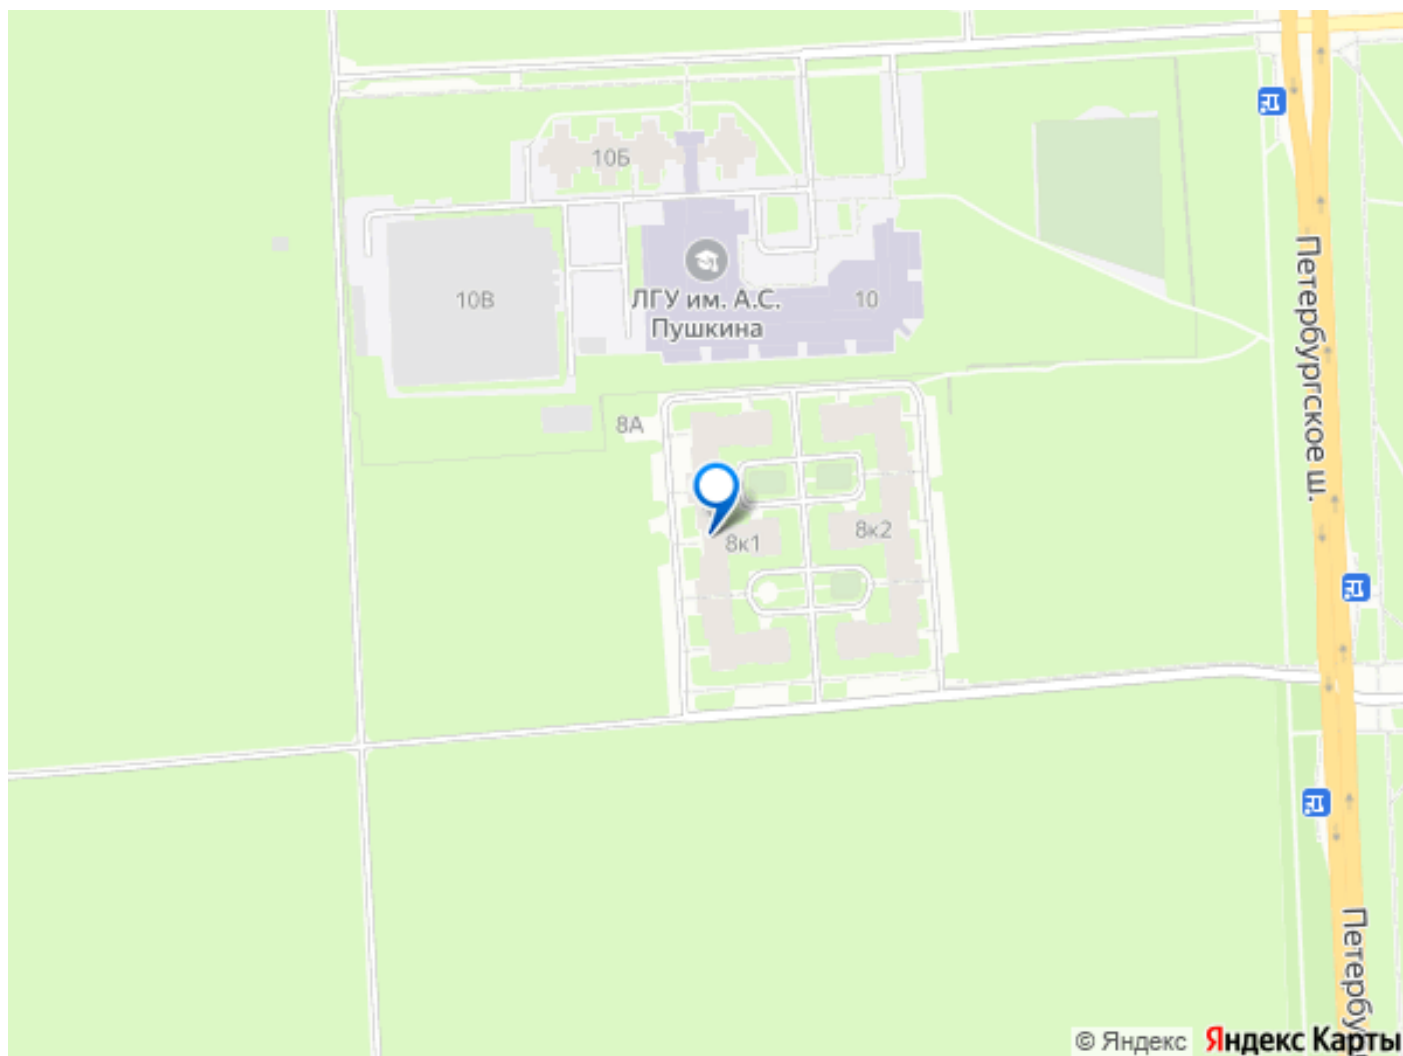 10Б
Петербургское ш.
10В
ЛГУ им. А.С.
Пушкина
10
8А
8к1
8к2
Петербу
© Яндекс Яндекс Карты